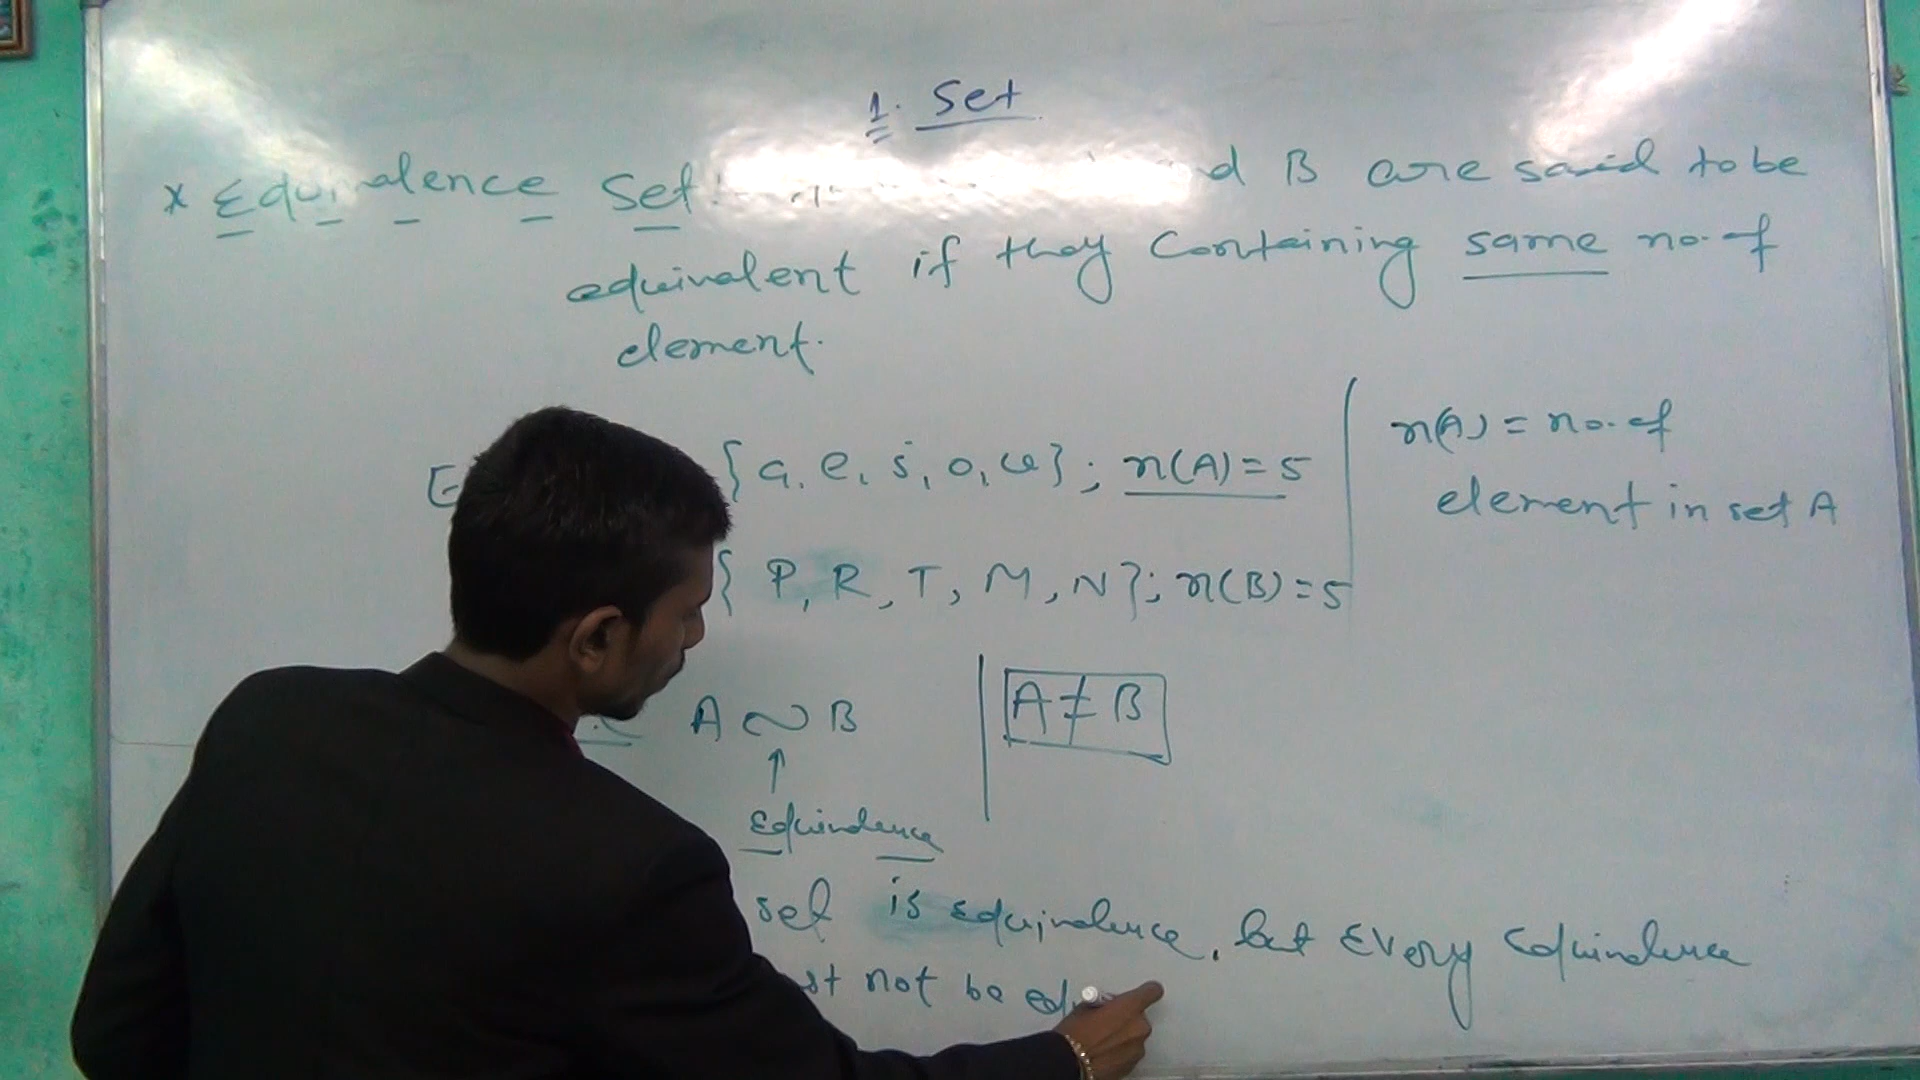 1. Set
* Equivalence Set: d B are said to be
equivalent if they containing same no. of
element.
{a, e, i, o, u}; n(A) = 5
n(A) = no. of
element in set A
{ P, R, T, M, N}; n(B) = 5
A ~ B
A ≠ B
↑
Equivalence
set is equivalence, but every equivalence
not be